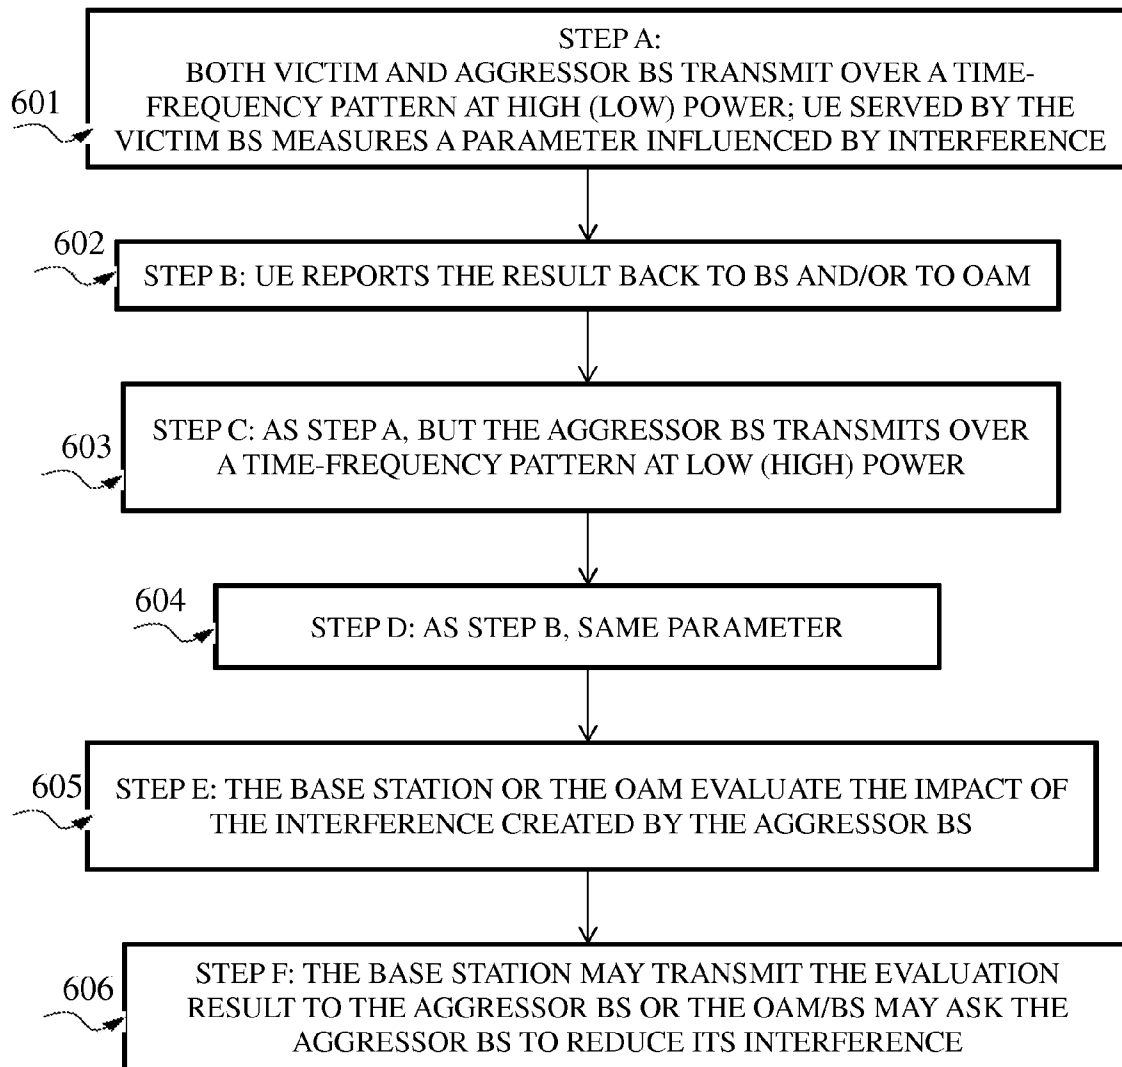 STEP A:
BOTH VICTIM AND AGGRESSOR BS TRANSMIT OVER A TIME-
FREQUENCY PATTERN AT HIGH (LOW) POWER; UE SERVED BY THE
VICTIM BS MEASURES A PARAMETER INFLUENCED BY INTERFERENCE
601
602
STEP B: UE REPORTS THE RESULT BACK TO BS AND/OR TO OAM
603
STEP C: AS STEP A, BUT THE AGGRESSOR BS TRANSMITS OVER
A TIME-FREQUENCY PATTERN AT LOW (HIGH) POWER
604
STEP D: AS STEP B, SAME PARAMETER
605
STEP E: THE BASE STATION OR THE OAM EVALUATE THE IMPACT OF
THE INTERFERENCE CREATED BY THE AGGRESSOR BS
606
STEP F: THE BASE STATION MAY TRANSMIT THE EVALUATION
RESULT TO THE AGGRESSOR BS OR THE OAM/BS MAY ASK THE
AGGRESSOR BS TO REDUCE ITS INTERFERENCE